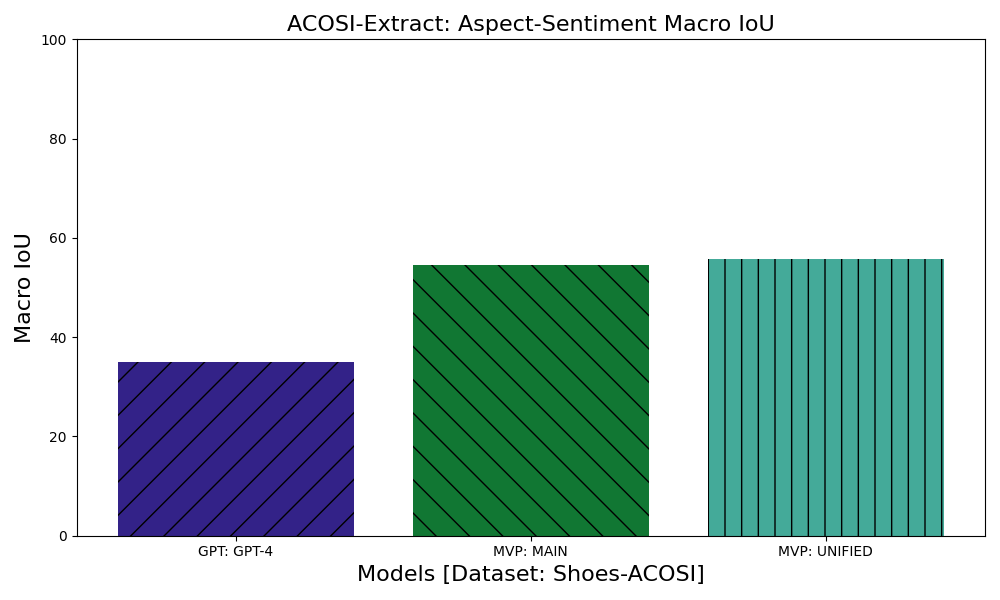 ACOSI-Extract: Aspect-Sentiment Macro IoU
100
80
60
40
20
0
Macro IoU
GPT: GPT-4
MVP: MAIN
MVP: UNIFIED
Models [Dataset: Shoes-ACOSI]